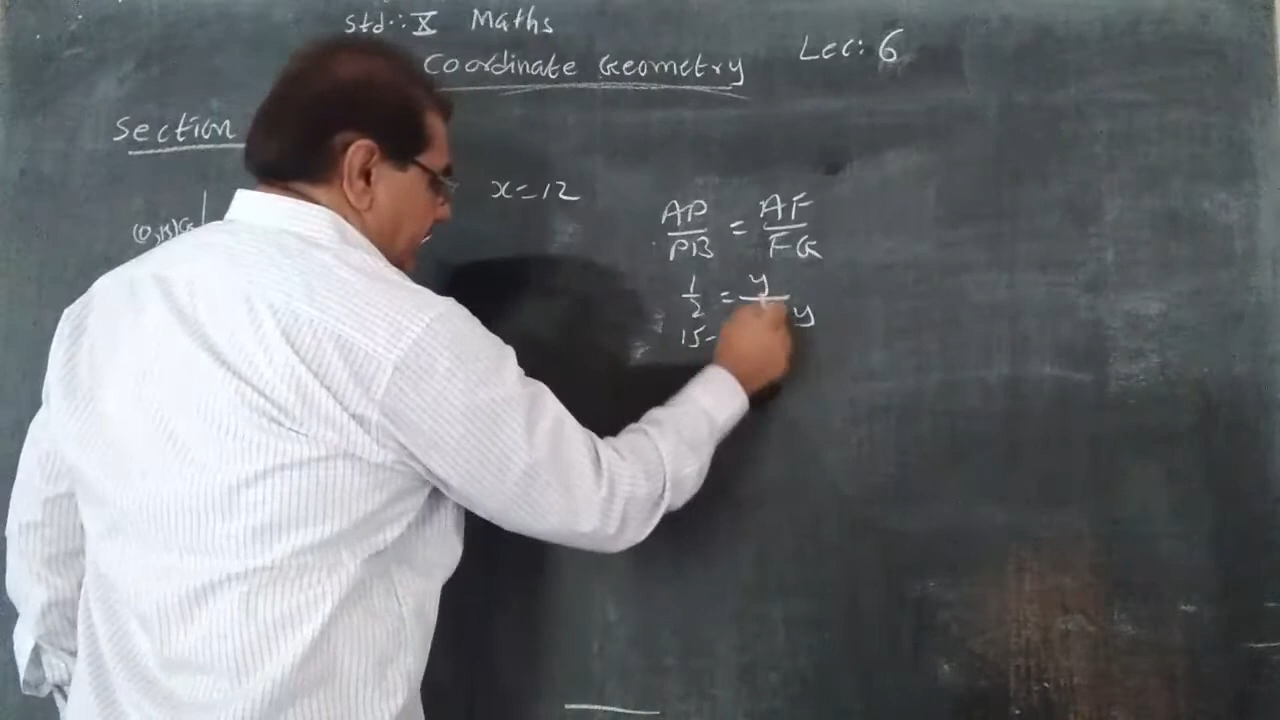 Std.: X Maths
Coordinate Geometry
Lec: 6
Section
x=12
AP/PB = AF/FG
1/2 = y/ y
15-